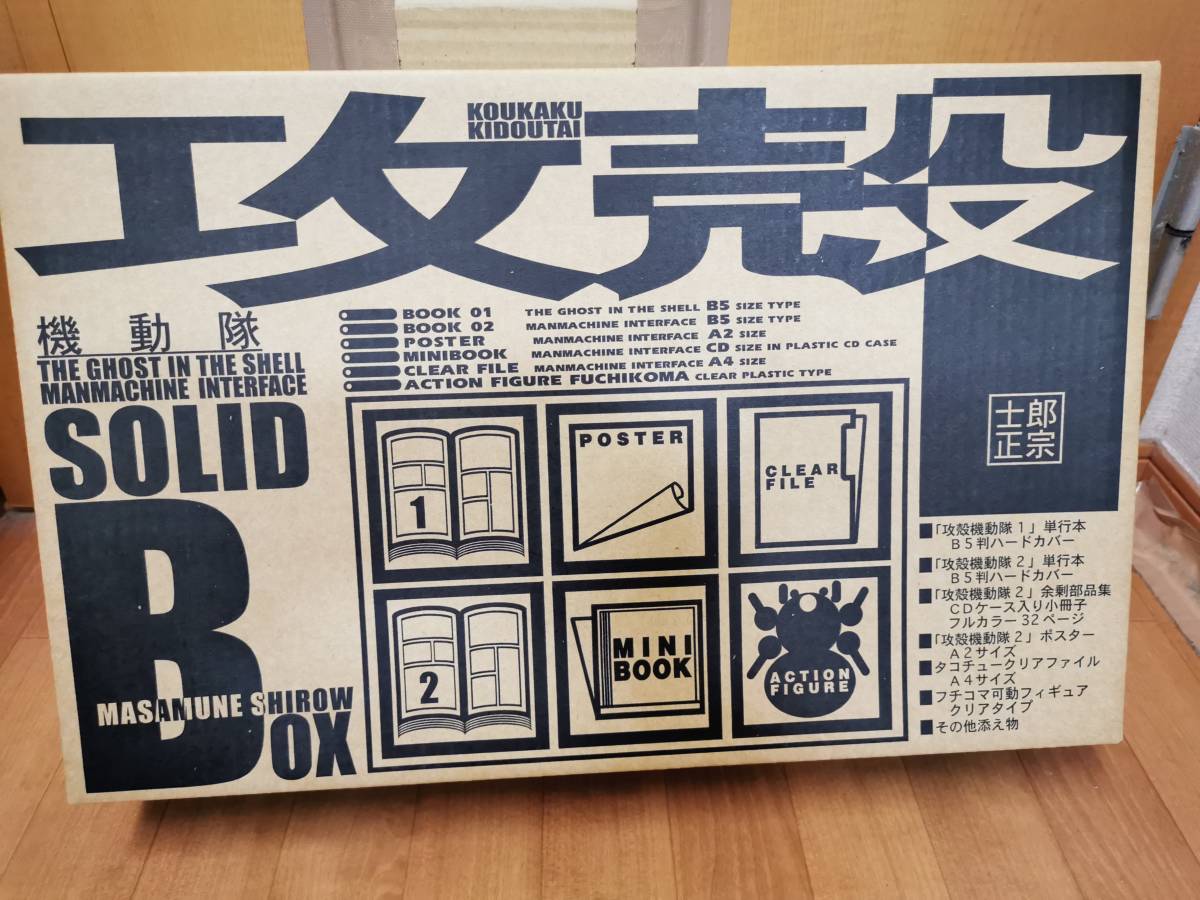 攻殻
KOUKAKU
KIDOUTAI
機動隊
THE GHOST IN THE SHELL
MANMACHINE INTERFACE
SOLID
BOX
MASAMUNE SHIROW
BOOK 01 THE GHOST IN THE SHELL B5 SIZE TYPE
BOOK 02 MANMACHINE INTERFACE B5 SIZE TYPE
POSTER MANMACHINE INTERFACE A2 SIZE
MINIBOOK MANMACHINE INTERFACE CD SIZE IN PLASTIC CD CASE
CLEAR FILE MANMACHINE INTERFACE A4 SIZE
ACTION FIGURE FUCHIKOMA CLEAR PLASTIC TYPE
1
POSTER
CLEAR
FILE
2
MINI
BOOK
ACTION
FIGURE
士郎
正宗
■「攻殻機動隊1」単行本
B5判ハードカバー
■「攻殻機動隊2」単行本
B5判ハードカバー
■「攻殻機動隊2」余剰部品集
CDケース入り小冊子
フルカラー32ページ
■「攻殻機動隊2」ポスター
A2サイズ
■タコチュークリアファイル
A4サイズ
■フチコマ可動フィギュア
クリアタイプ
■その他添え物